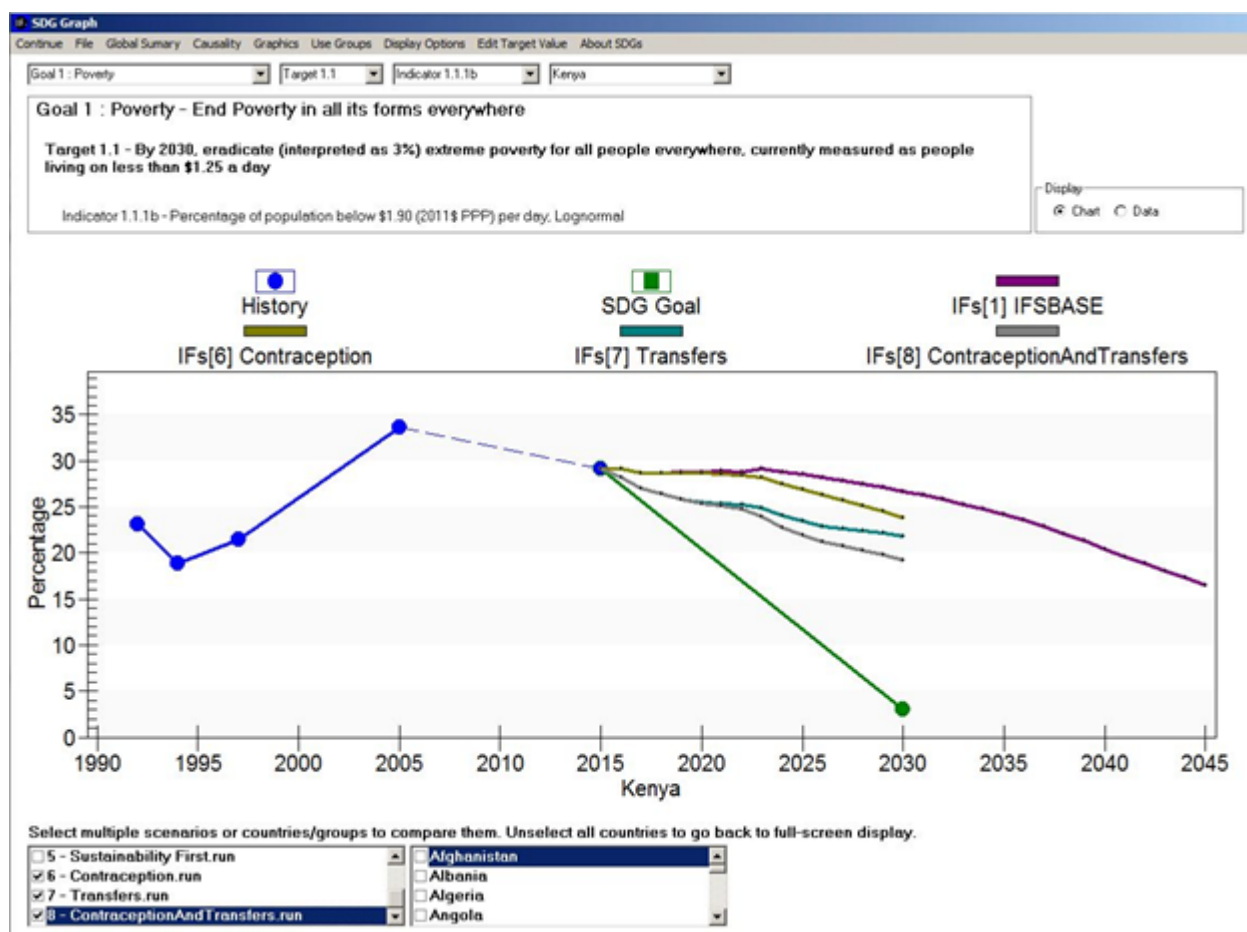 SDG Graph
Continue File Global Sumary Causality Graphics Use Groups Display Options Edit Target Value About SDGs
Goal 1 : Poverty Target 1.1 Indicator 1.1.1b Kenya
Goal 1 : Poverty - End Poverty in all its forms everywhere
Target 1.1 - By 2030, eradicate (interpreted as 3%) extreme poverty for all people everywhere, currently measured as people
living on less than $1.25 a day
Indicator 1.1.1b - Percentage of population below $1.90 (2011$ PPP) per day, Lognormal
Display
Chart Data
History SDG Goal IFs[1] IFSBASE
IFs[6] Contraception IFs[7] Transfers IFs[8] ContraceptionAndTransfers
Percentage
35
30
25
20
15
10
5
0
1990 1995 2000 2005 2010 2015 2020 2025 2030 2035 2040 2045
Kenya
Select multiple scenarios or countries/groups to compare them. Unselect all countries to go back to full-screen display.
5 - Sustainability First.run Afghanistan
6 - Contraception.run Albania
7 - Transfers.run Algeria
8 - ContraceptionAndTransfers.run Angola